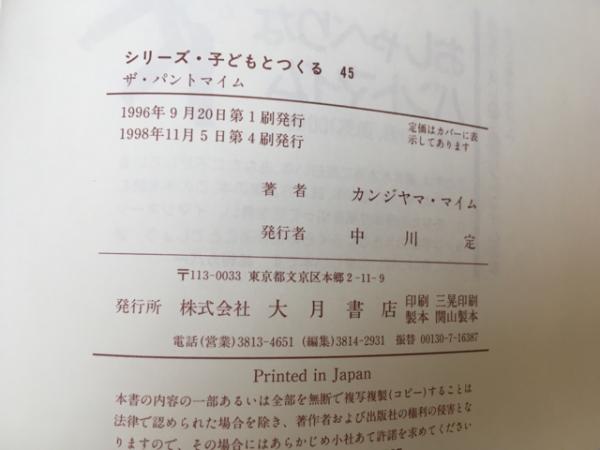 シリーズ・子どもとつくる 45
ザ・パントマイム
1996年9月20日第1刷発行
1998年11月5日第4刷発行
定価はカバーに表
示してあります
著者 カンジヤマ・マイム
発行者 中川 定
〒113-0033 東京都文京区本郷2-11-9
発行所 株式会社 大月書店 印刷 三晃印刷
製本 関山製本
電話(営業)3813-4651 (編集)3814-2931 振替 00130-7-16387
Printed in Japan
本書の内容の一部あるいは全部を無断で複写複製(コピー)することは
法律で認められた場合を除き、著作者および出版社の権利の侵害とな
りますので、その場合にはあらかじめ小社あて許諾を求めてください